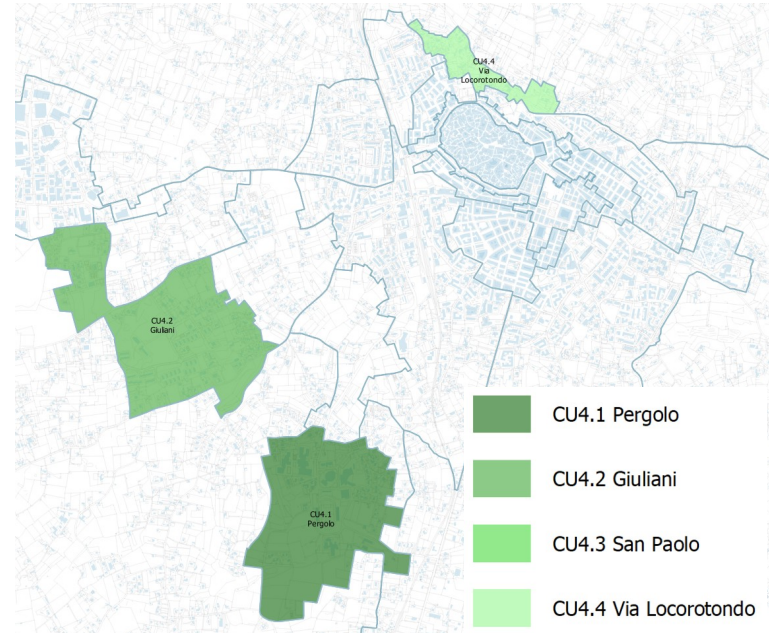 CU4.4
Via
Locorotondo
CU4.2
Giuliani
CU4.1
Pergolo
CU4.1 Pergolo
CU4.2 Giuliani
CU4.3 San Paolo
CU4.4 Via Locorotondo